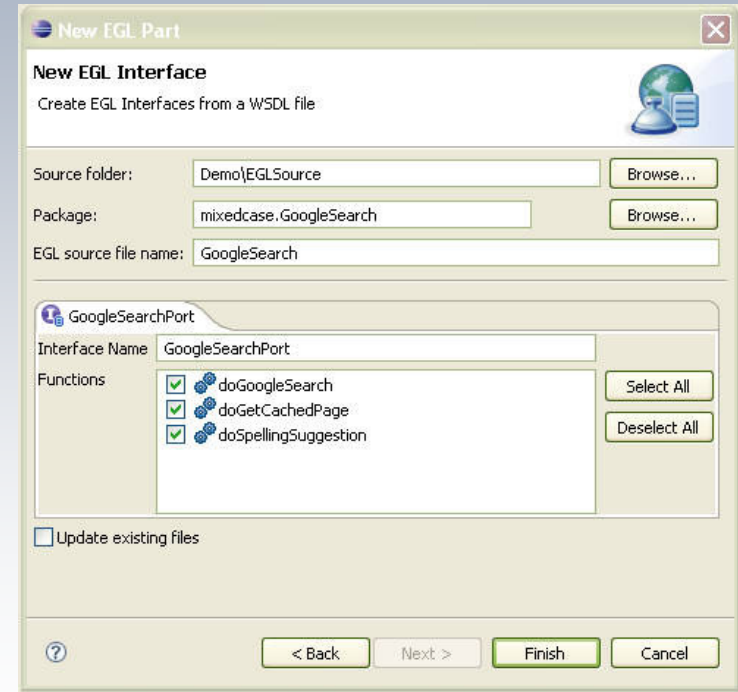 New EGL Part
New EGL Interface
Create EGL Interfaces from a WSDL file
Source folder: Demo\EGLSource Browse...
Package: mixedcase.GoogleSearch Browse...
EGL source file name: GoogleSearch
GoogleSearchPort
Interface Name GoogleSearchPort
Functions doGoogleSearch Select All
doGetCachedPage
doSpellingSuggestion Deselect All
Update existing files
? < Back Next > Finish Cancel